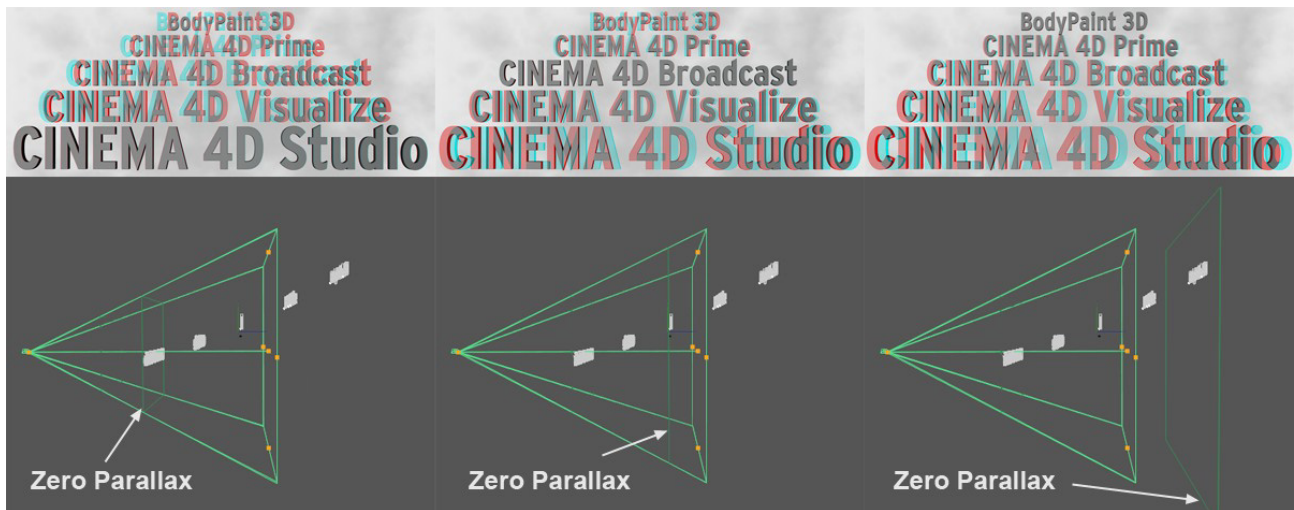 BodyPaint 3D
CINEMA 4D Prime
CINEMA 4D Broadcast
CINEMA 4D Visualize
CINEMA 4D Studio
BodyPaint 3D
CINEMA 4D Prime
CINEMA 4D Broadcast
CINEMA 4D Visualize
CINEMA 4D Studio
BodyPaint 3D
CINEMA 4D Prime
CINEMA 4D Broadcast
CINEMA 4D Visualize
CINEMA 4D Studio
Zero Parallax
Zero Parallax
Zero Parallax